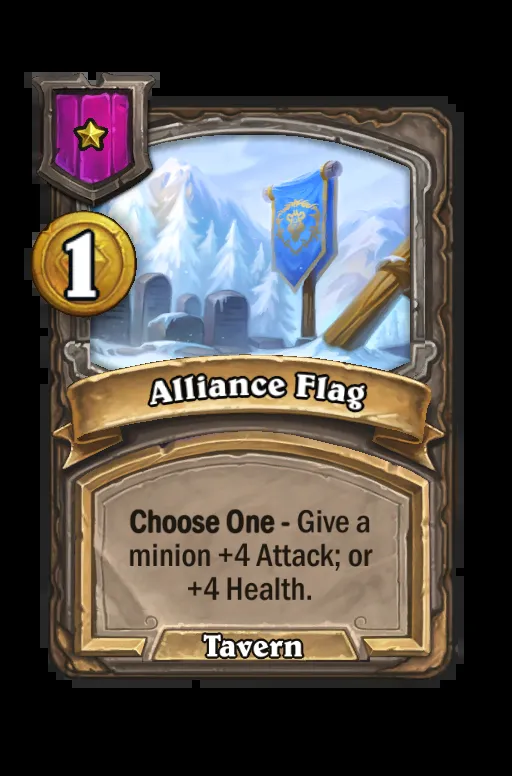 1
Alliance Flag
Choose One - Give a
minion +4 Attack; or
+4 Health.
Tavern